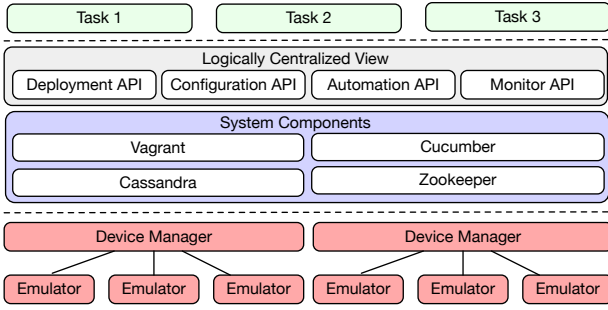 Task 1 Task 2 Task 3
Logically Centralized View
Deployment API Configuration API Automation API Monitor API
System Components
Vagrant Cucumber
Cassandra Zookeeper
Device Manager Device Manager
Emulator Emulator Emulator Emulator Emulator Emulator